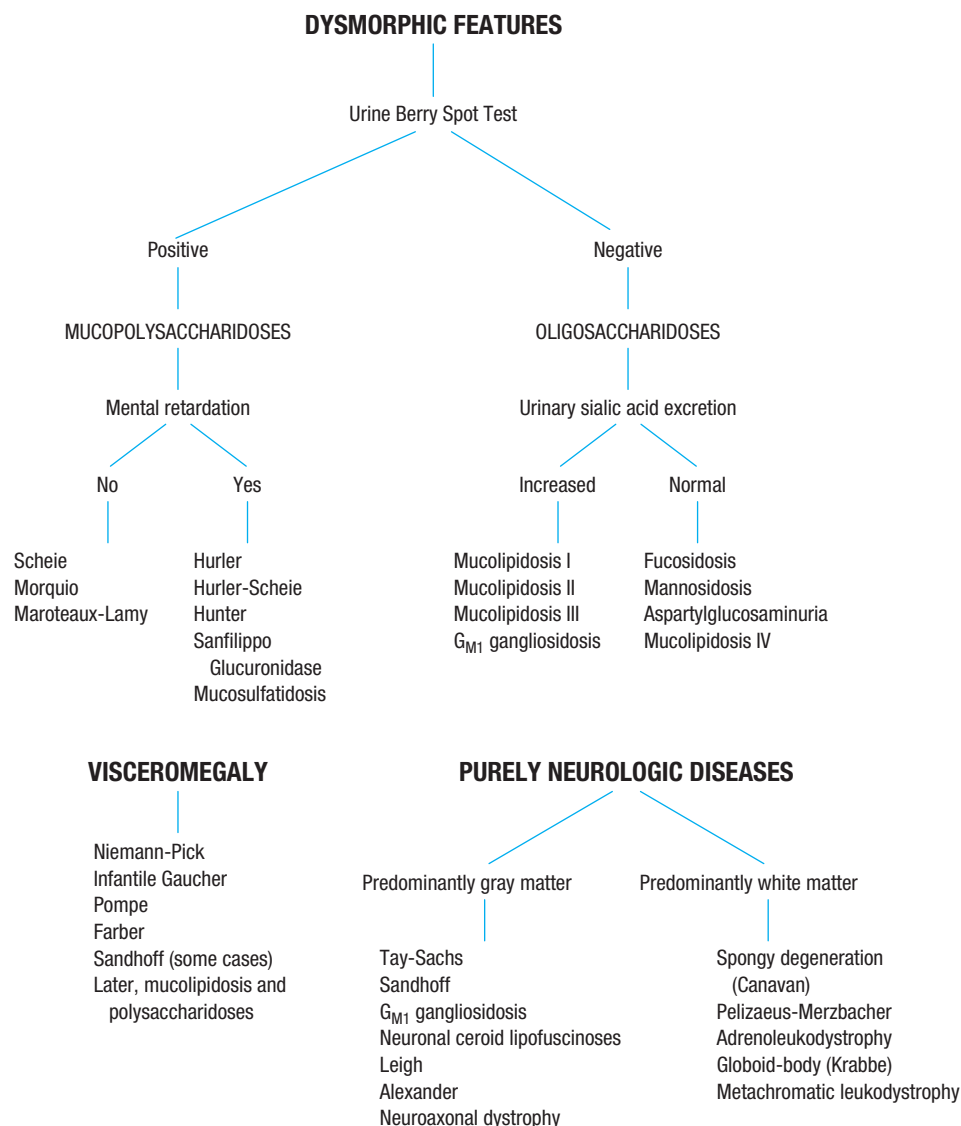 DYSMORPHIC FEATURES
Urine Berry Spot Test
Positive
Negative
MUCOPOLYSACCHARIDOSES
OLIGOSACCHARIDOSES
Mental retardation
Urinary sialic acid excretion
No
Yes
Increased
Normal
Scheie
Morquio
Maroteaux-Lamy
Hurler
Hurler-Scheie
Hunter
Sanfilippo
Glucuronidase
Mucosulfatidosis
Mucolipidosis I
Mucolipidosis II
Mucolipidosis III
GM1 gangliosidosis
Fucosidosis
Mannosidosis
Aspartylglucosaminuria
Mucolipidosis IV
VISCEROMEGALY
Niemann-Pick
Infantile Gaucher
Pompe
Farber
Sandhoff (some cases)
Later, mucolipidosis and
polysaccharidoses
PURELY NEUROLOGIC DISEASES
Predominantly gray matter
Predominantly white matter
Tay-Sachs
Sandhoff
GM1 gangliosidosis
Neuronal ceroid lipofuscinoses
Leigh
Alexander
Neuroaxonal dystrophy
Spongy degeneration
(Canavan)
Pelizaeus-Merzbacher
Adrenoleukodystrophy
Globoid-body (Krabbe)
Metachromatic leukodystrophy